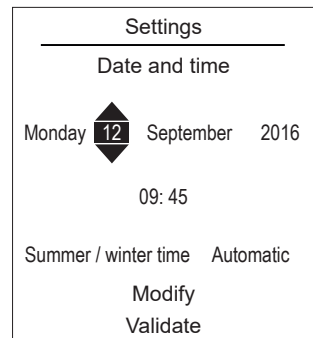 Settings
Date and time
Monday 12 September 2016
09: 45
Summer / winter time Automatic
Modify
Validate